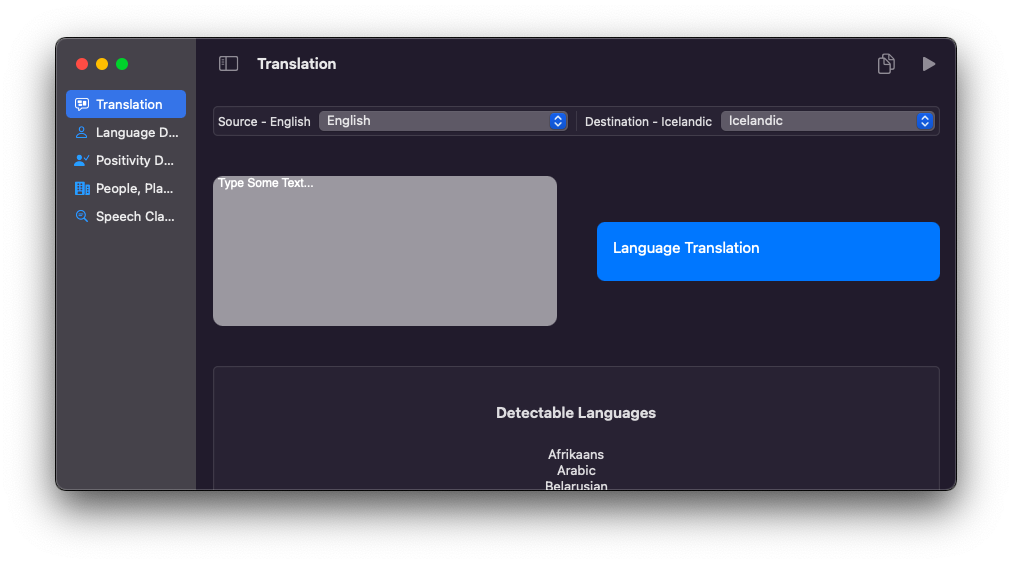 Translation
Translation
Language D...
Positivity D...
People, Pla...
Speech Cla...
Source - English
English
Destination - Icelandic
Icelandic
Type Some Text...
Language Translation
Detectable Languages
Afrikaans
Arabic
Belarusian